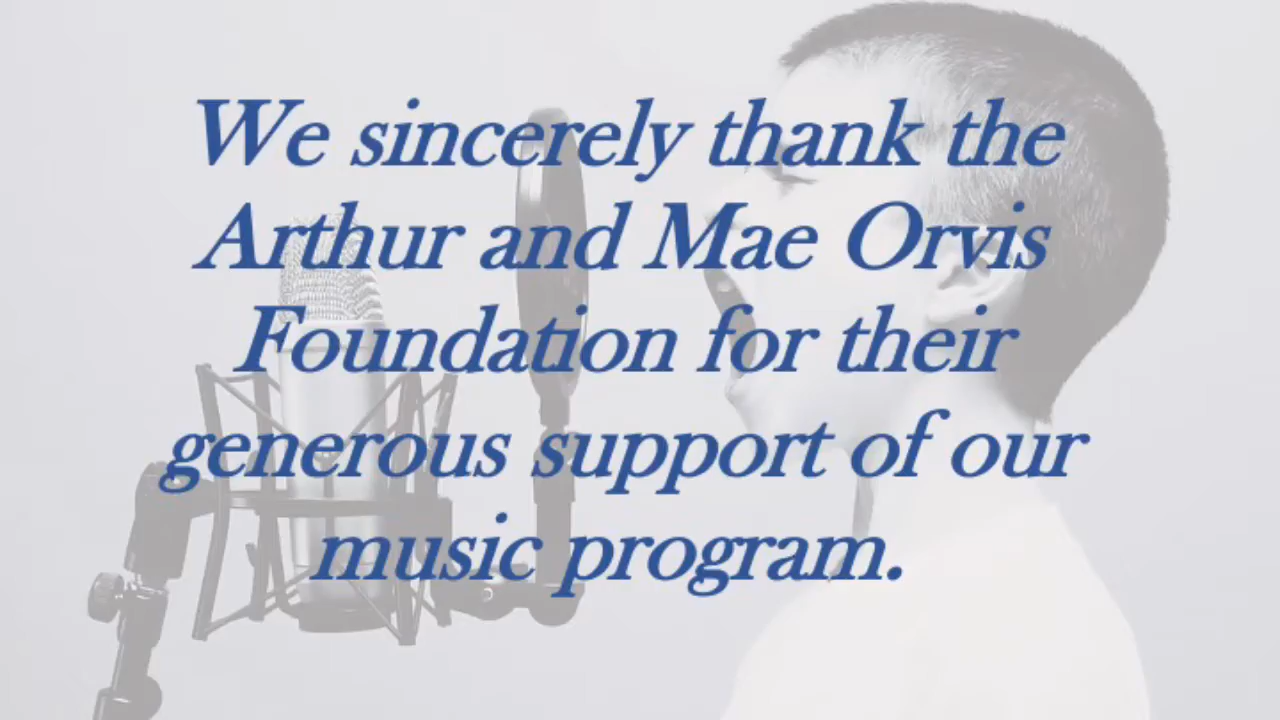 We sincerely thank the
Arthur and Mae Orvis
Foundation for their
generous support of our
music program.